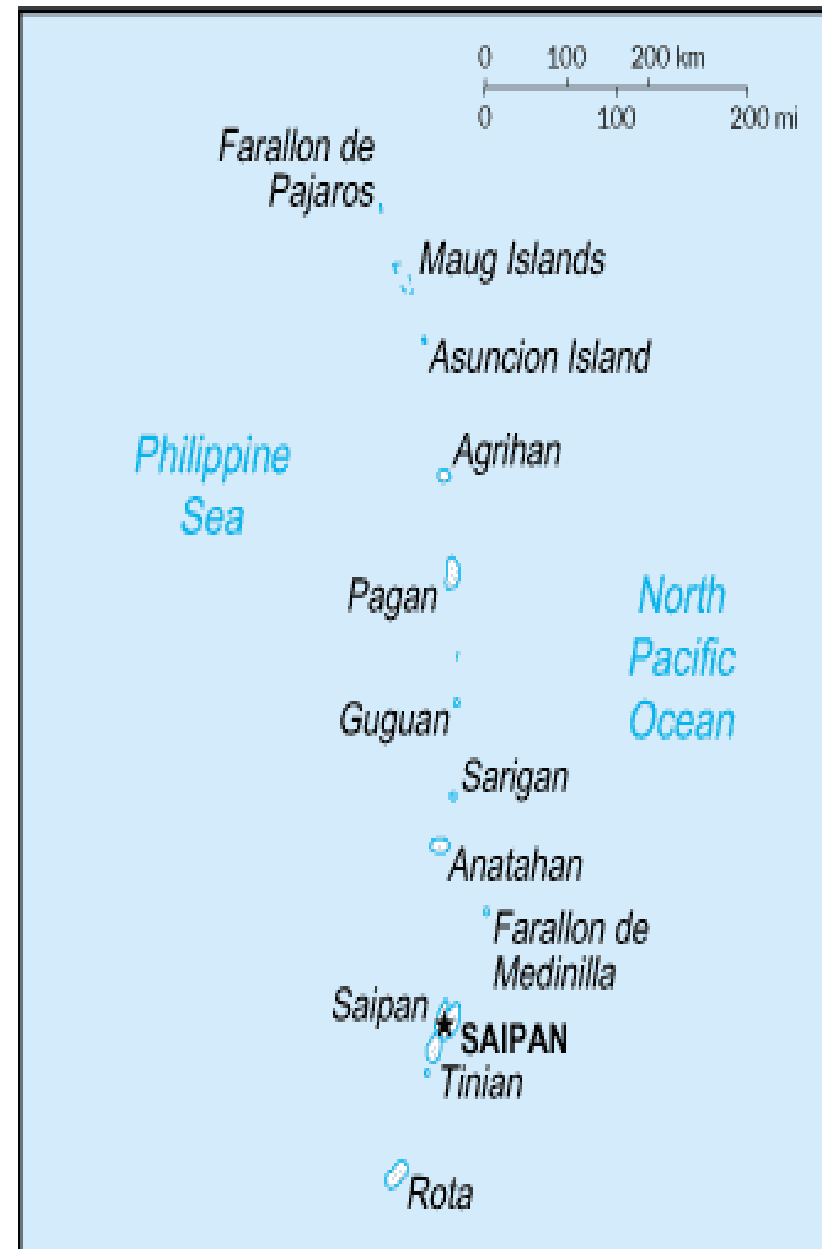 0 100 200 km
0 100 200 mi
Farallon de
Pajaros
Maug Islands
Asuncion Island
Agrihan
Philippine
Sea
Pagan
North
Pacific
Ocean
Guguan
Sarigan
Anatahan
Farallon de
Medinilla
Saipan
SAIPAN
Tinian
Rota